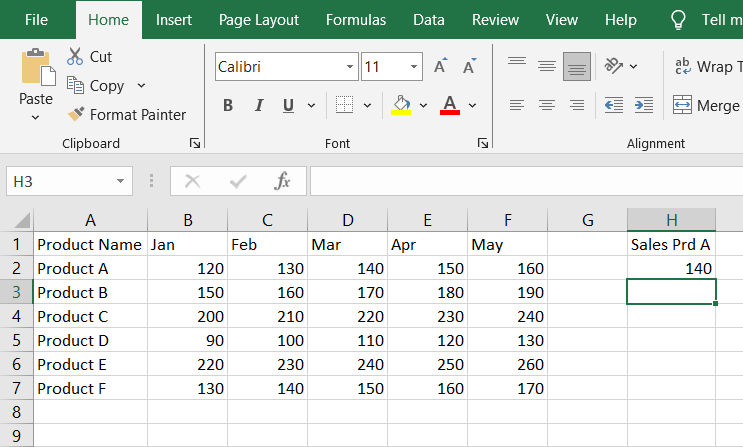 File Home Insert Page Layout Formulas Data Review View Help Tell m
Cut
Calibri 11 A A ab Wrap T
Paste Copy
Format Painter B I U A Merge
Clipboard Font Alignment
H3 fx
A B C D E F G H
1 Product Name Jan Feb Mar Apr May Sales Prd A
2 Product A 120 130 140 150 160 140
3 Product B 150 160 170 180 190
4 Product C 200 210 220 230 240
5 Product D 90 100 110 120 130
6 Product E 220 230 240 250 260
7 Product F 130 140 150 160 170
8
9